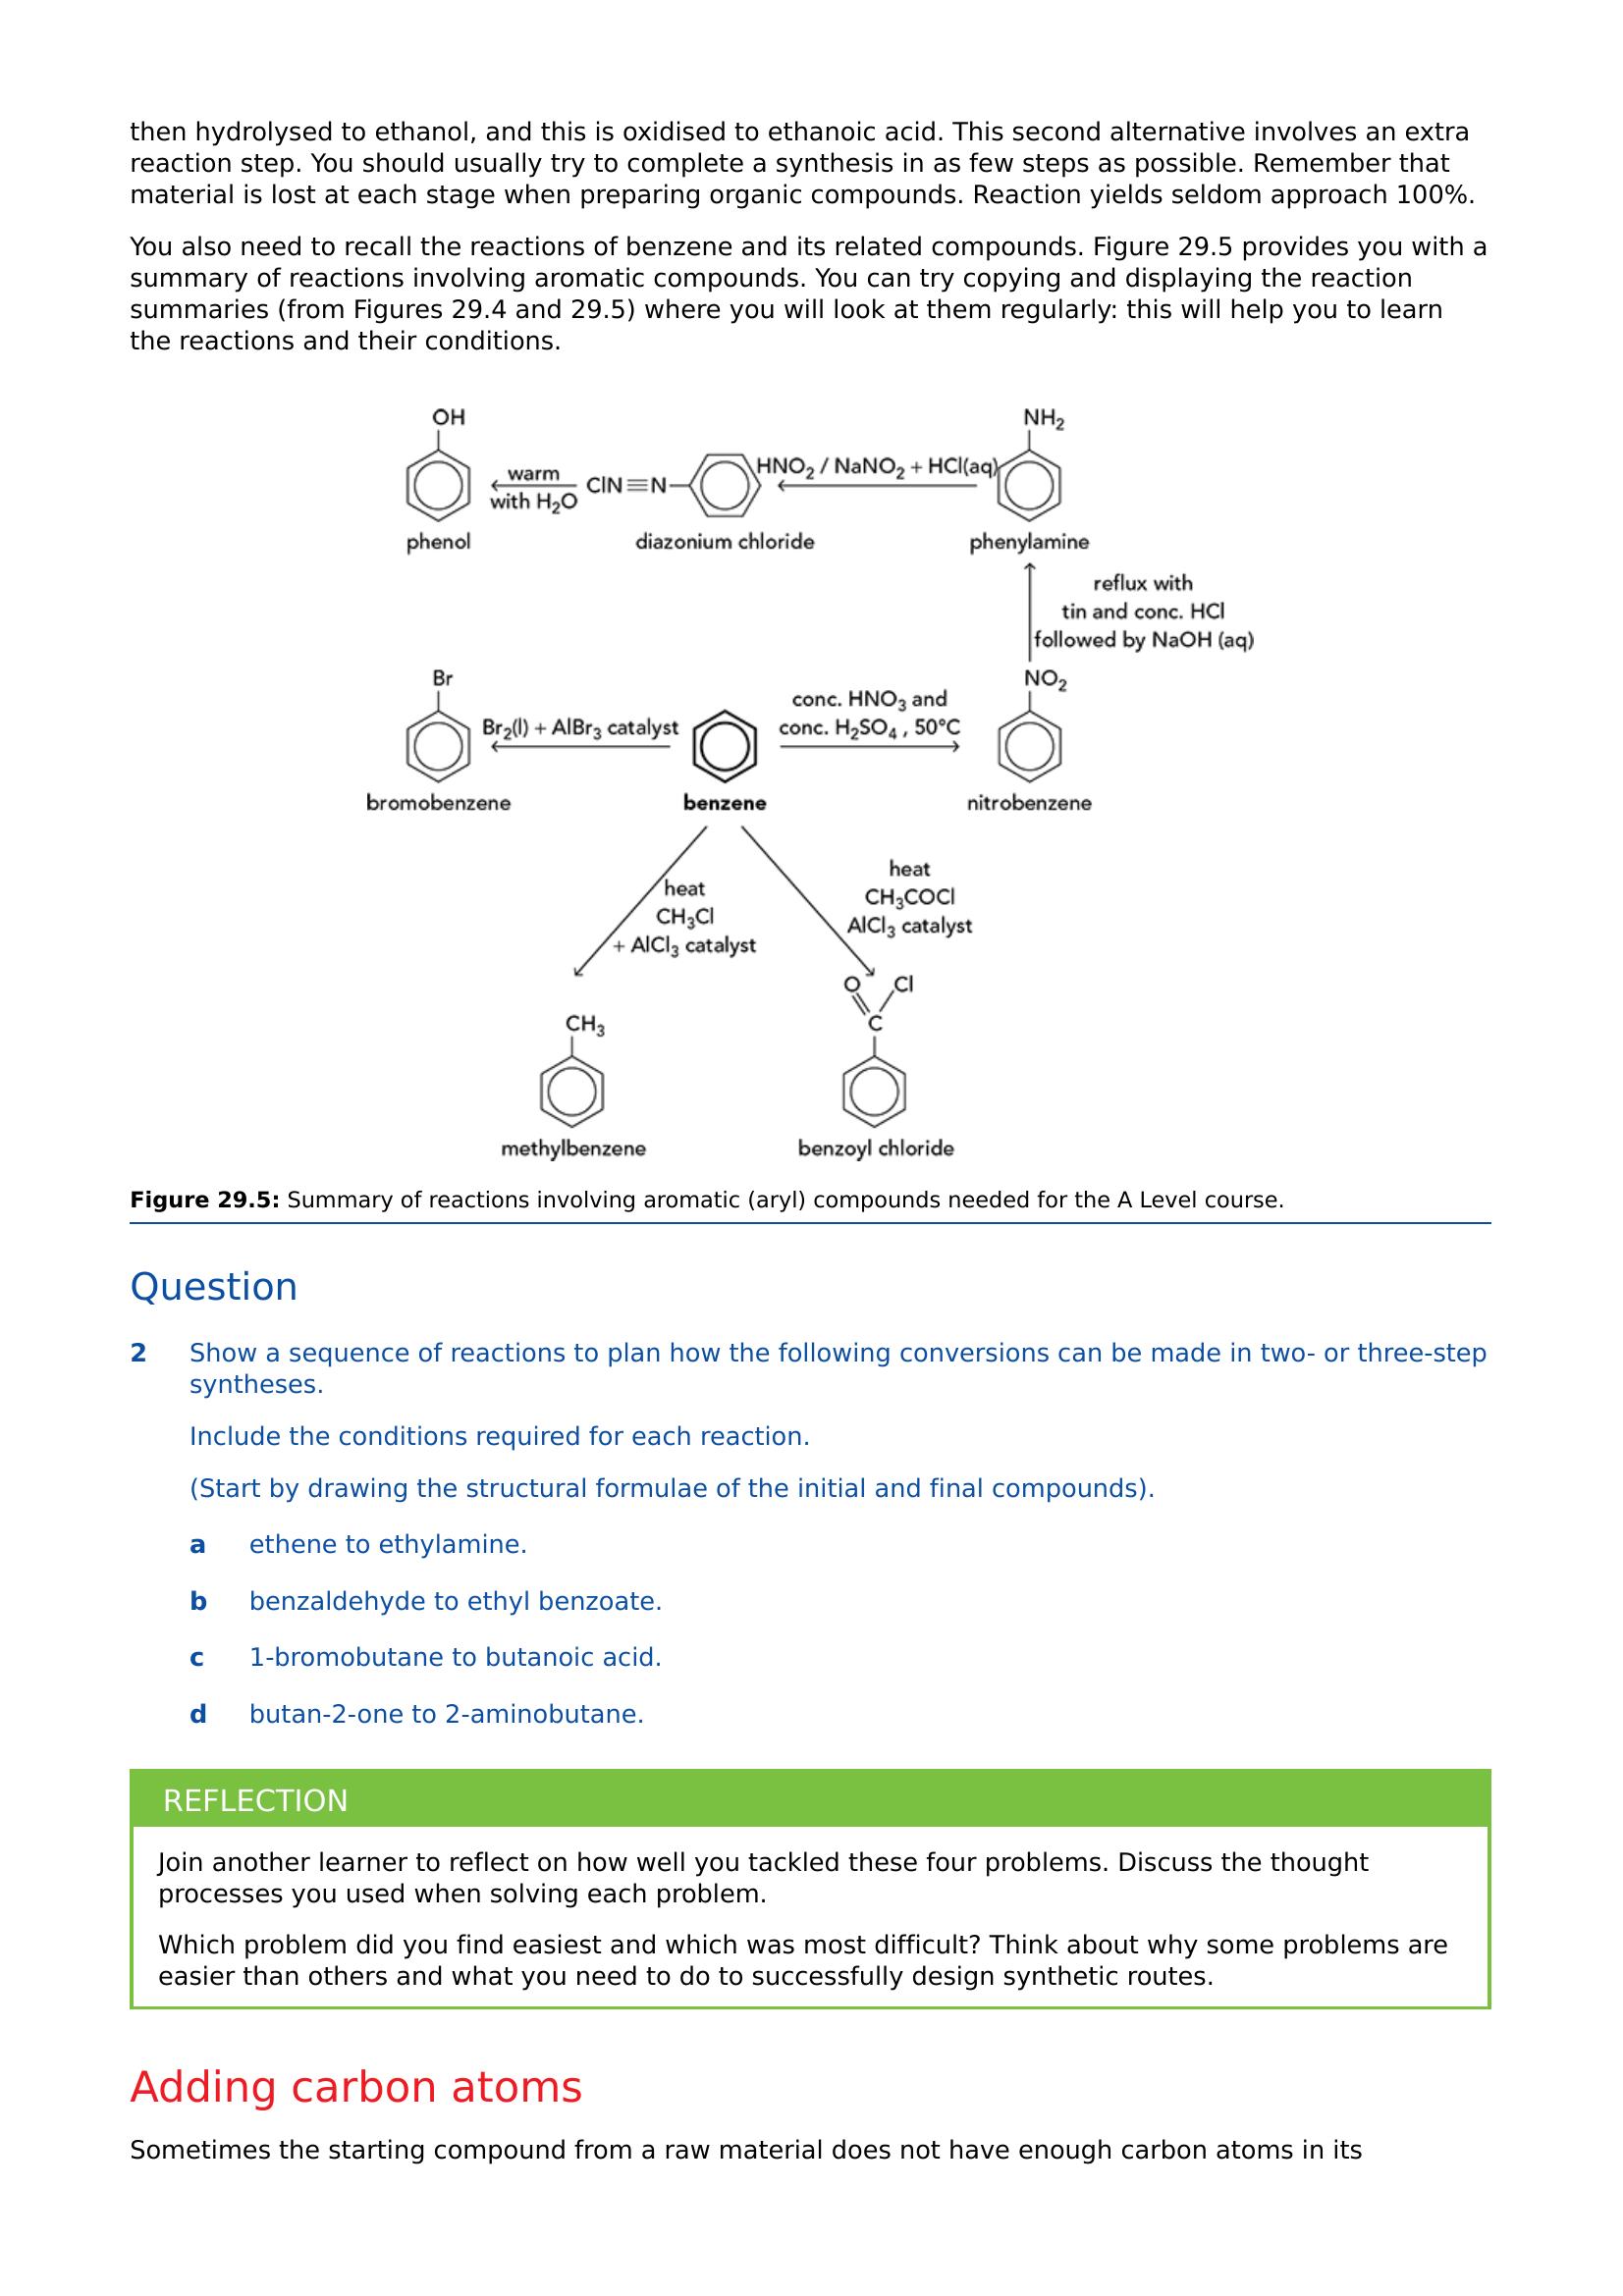 then hydrolysed to ethanol, and this is oxidised to ethanoic acid. This second alternative involves an extra
reaction step. You should usually try to complete a synthesis in as few steps as possible. Remember that
material is lost at each stage when preparing organic compounds. Reaction yields seldom approach 100%.
You also need to recall the reactions of benzene and its related compounds. Figure 29.5 provides you with a
summary of reactions involving aromatic compounds. You can try copying and displaying the reaction
summaries (from Figures 29.4 and 29.5) where you will look at them regularly: this will help you to learn
the reactions and their conditions.
OH
NH₂
warm
with H₂O
ClN≡N
HNO₂ / NaNO₂ + HCl(aq)
phenol
diazonium chloride
phenylamine
reflux with
tin and conc. HCl
followed by NaOH (aq)
Br
NO₂
Br₂(l) + AlBr₃ catalyst
conc. HNO₃ and
conc. H₂SO₄ , 50°C
bromobenzene
benzene
nitrobenzene
heat
CH₃Cl
+ AlCl₃ catalyst
heat
CH₃COCl
AlCl₃ catalyst
O
Cl
C
CH₃
methylbenzene
benzoyl chloride
Figure 29.5: Summary of reactions involving aromatic (aryl) compounds needed for the A Level course.
Question
2 Show a sequence of reactions to plan how the following conversions can be made in two- or three-step
syntheses.
Include the conditions required for each reaction.
(Start by drawing the structural formulae of the initial and final compounds).
a ethene to ethylamine.
b benzaldehyde to ethyl benzoate.
c 1-bromobutane to butanoic acid.
d butan-2-one to 2-aminobutane.
REFLECTION
Join another learner to reflect on how well you tackled these four problems. Discuss the thought
processes you used when solving each problem.
Which problem did you find easiest and which was most difficult? Think about why some problems are
easier than others and what you need to do to successfully design synthetic routes.
Adding carbon atoms
Sometimes the starting compound from a raw material does not have enough carbon atoms in its